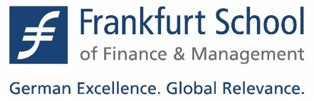 Frankfurt School
of Finance & Management
German Excellence. Global Relevance.